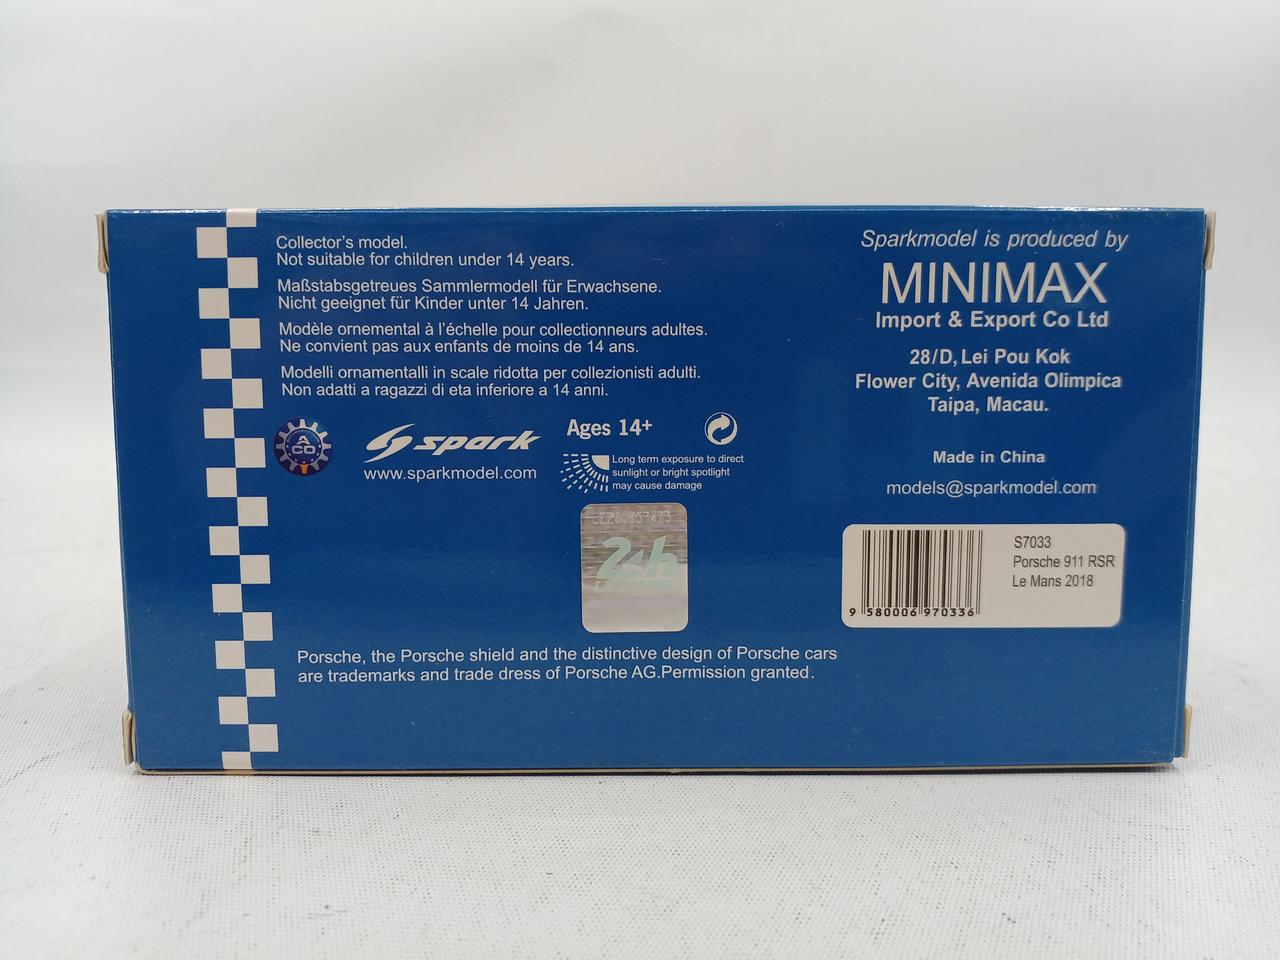 Collector's model.
Not suitable for children under 14 years.
Maßstabsgetreues Sammlermodell für Erwachsene.
Nicht geeignet für Kinder unter 14 Jahren.
Modèle ornemental à l'échelle pour collectionneurs adultes.
Ne convient pas aux enfants de moins de 14 ans.
Modelli ornamentalli in scale ridotta per collezionisti adulti.
Non adatti a ragazzi di eta inferiore a 14 anni.
ACO
spark
www.sparkmodel.com
Ages 14+
Long term exposure to direct
sunlight or bright spotlight
may cause damage
24h
LE MANS
Porsche, the Porsche shield and the distinctive design of Porsche cars
are trademarks and trade dress of Porsche AG.Permission granted.
Sparkmodel is produced by
MINIMAX
Import & Export Co Ltd
28/D, Lei Pou Kok
Flower City, Avenida Olimpica
Taipa, Macau.
Made in China
models@sparkmodel.com
S7033
Porsche 911 RSR
Le Mans 2018
9 580006 970336